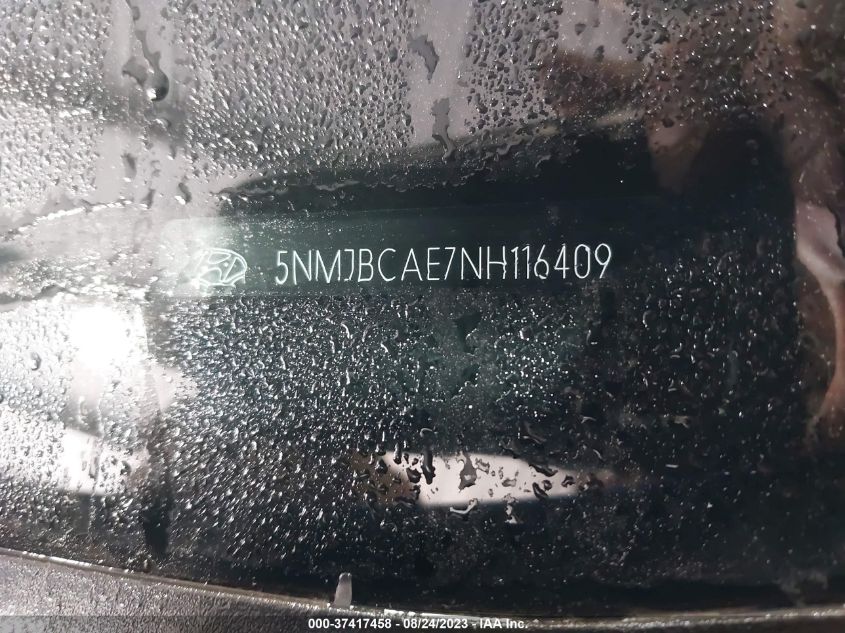 5NMJBCAE7NH116409
000-37417458 - 08/24/2023 - IAA Inc.